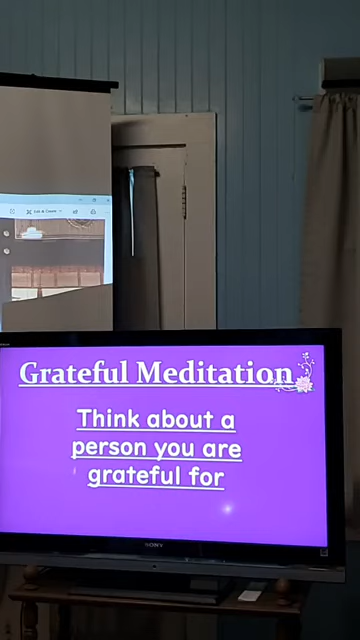 Grateful Meditation
Think about a
person you are
grateful for
SONY